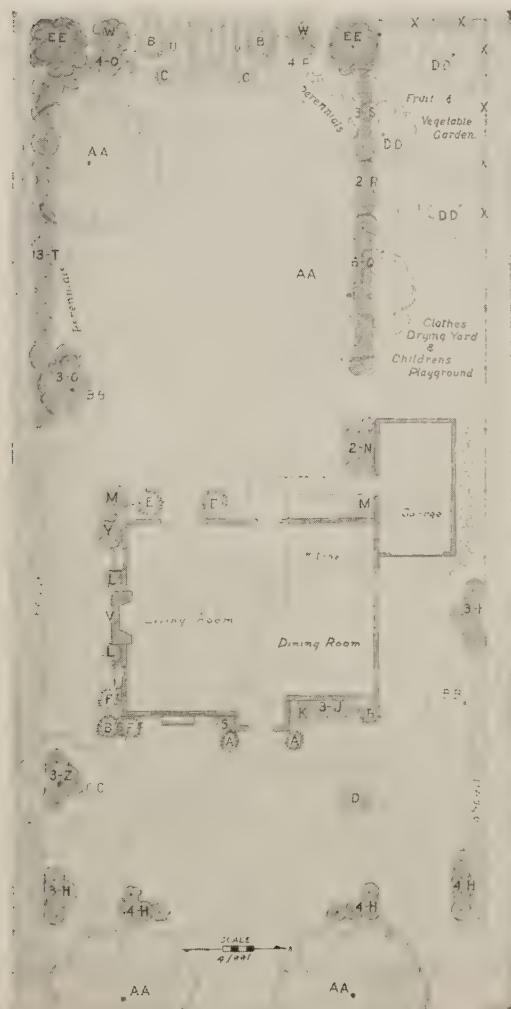 EE
W
4-O
B
C
B
C
W
4-F
EE
X
X
X
DD
Perennials
3-S
Fruit &
Vegetable
Garden.
X
DD
AA
2-R
DD
X
13-T
AA
Perennials
Clothes
Drying Yard
&
Childrens
Playground
3-G
BB
2-N
M
E
M
Garage
Y
L
V
L
Living Room
Dining Room
F
B
F
S
A
A
K
3-J
3-Z
CC
D
3-H
4-H
4-H
4-H
SCALE
AA
AA